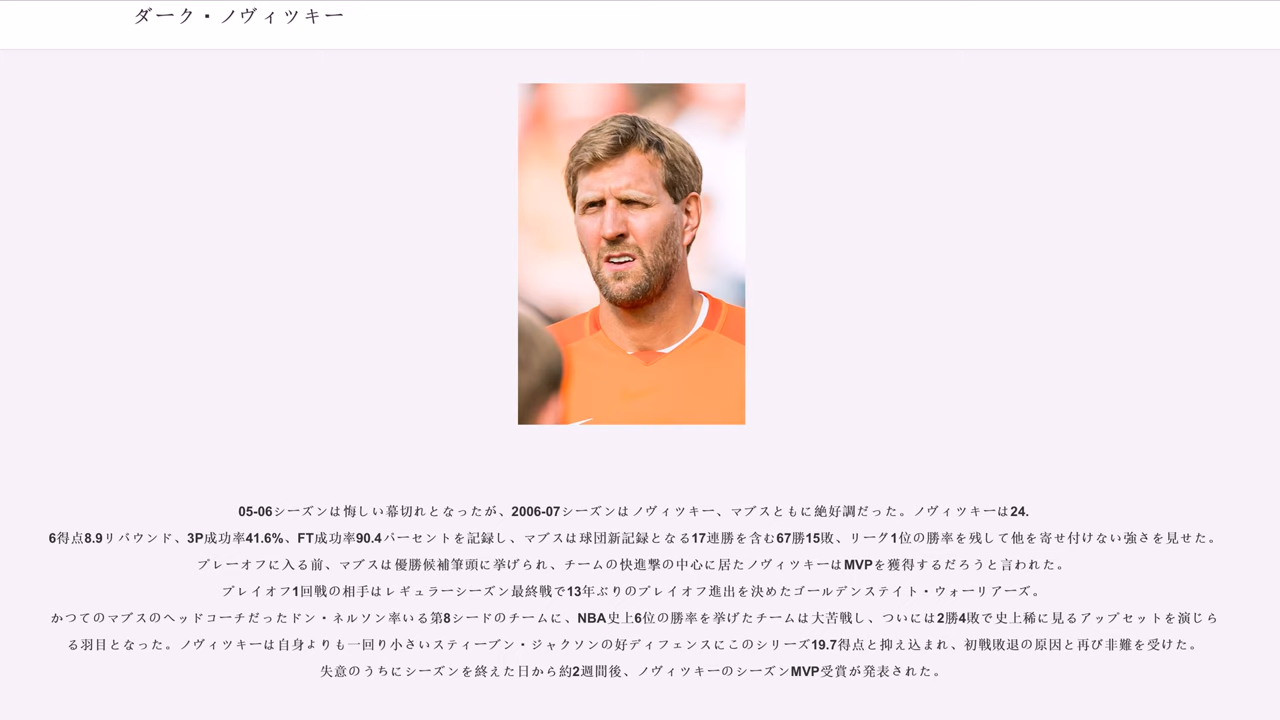 ダーク・ノヴィツキー
05-06シーズンは悔しい幕切れとなったが、2006-07シーズンはノヴィツキー、マブスともに絶好調だった。ノヴィツキーは24.
6得点8.9リバウンド、3P成功率41.6%、FT成功率90.4パーセントを記録し、マブスは球団新記録となる17連勝を含む67勝15敗、リーグ1位の勝率を残して他を寄せ付けない強さを見せた。
プレーオフに入る前、マブスは優勝候補筆頭に挙げられ、チームの快進撃の中心に居たノヴィツキーはMVPを獲得するだろうと言われた。
プレイオフ1回戦の相手はレギュラーシーズン最終戦で13年ぶりのプレイオフ進出を決めたゴールデンステイト・ウォーリアーズ。
かつてのマブスのヘッドコーチだったドン・ネルソン率いる第8シードのチームに、NBA史上6位の勝率を挙げたチームは大苦戦し、ついには2勝4敗で史上稀に見るアップセットを演じら
る羽目となった。ノヴィツキーは自身よりも一回り小さいスティーブン・ジャクソンの好ディフェンスにこのシリーズ19.7得点と抑え込まれ、初戦敗退の原因と再び非難を受けた。
失意のうちにシーズンを終えた日から約2週間後、ノヴィツキーのシーズンMVP受賞が発表された。